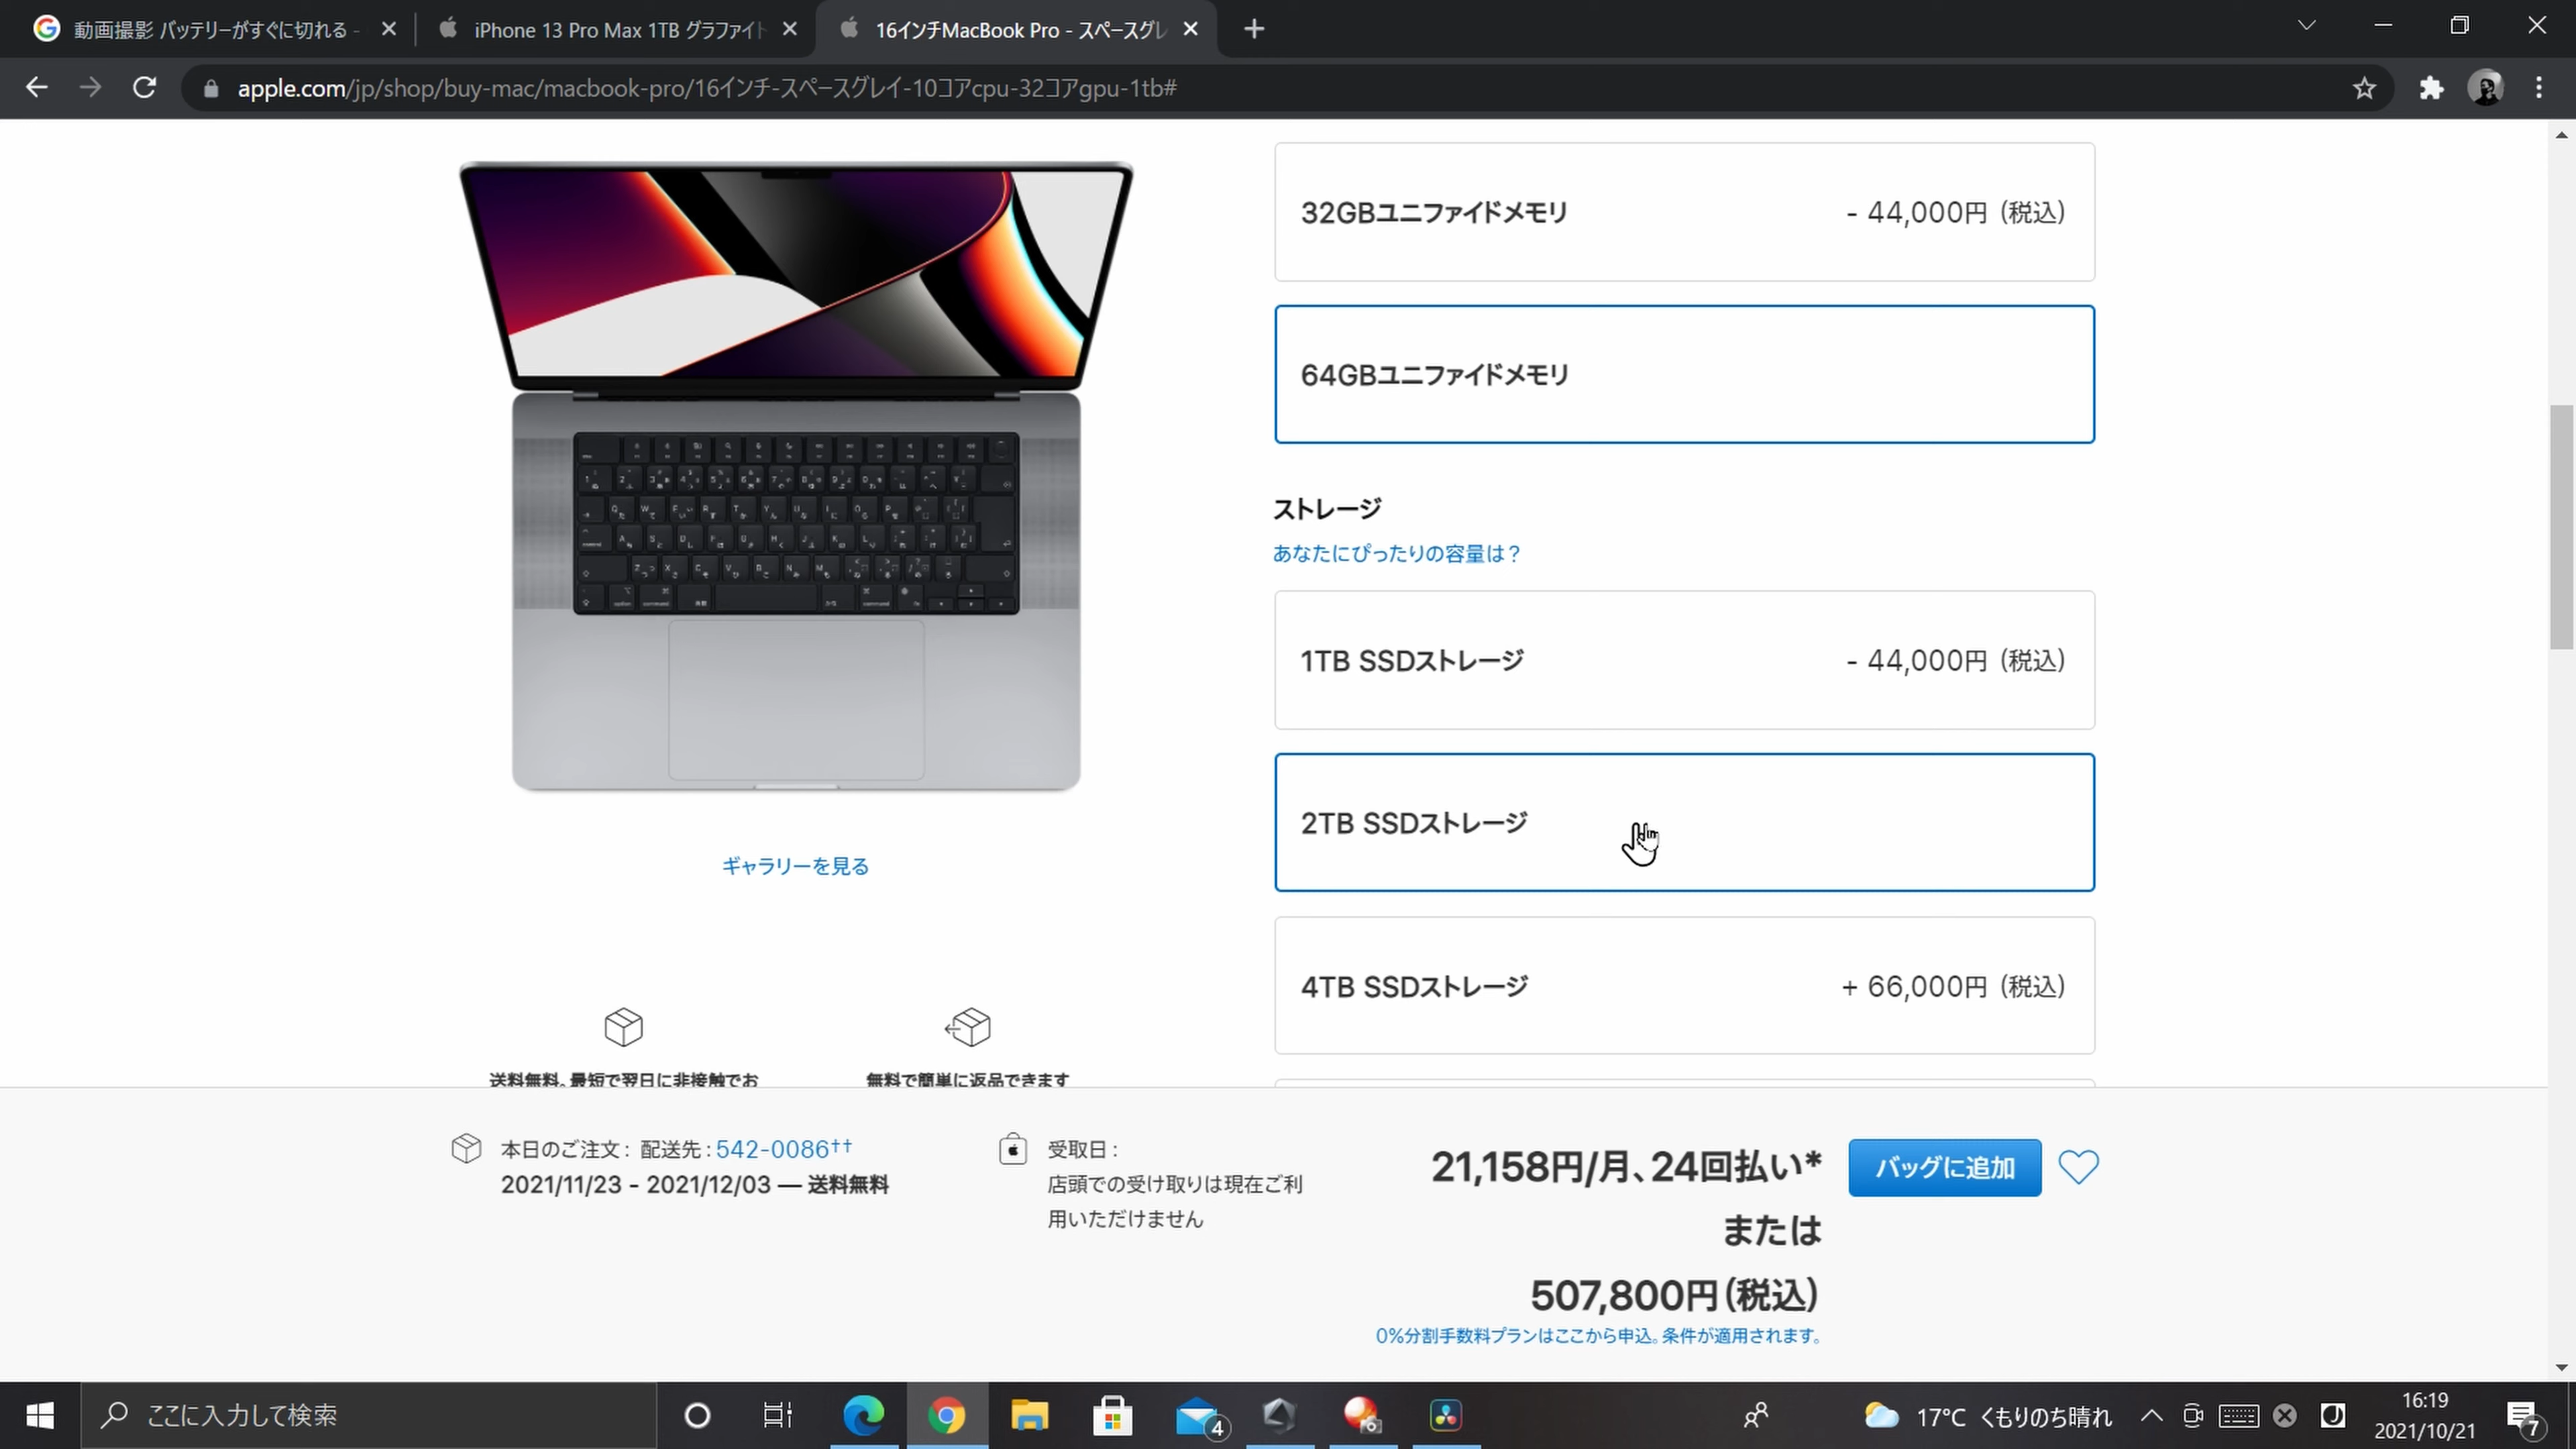 動画撮影 バッテリーがすぐに切れる -
iPhone 13 Pro Max 1TB グラファイト
16インチMacBook Pro - スペースグレ
apple.com/jp/shop/buy-mac/macbook-pro/16インチ-スペースグレイ-10コアcpu-32コアgpu-1tb#
32GBユニファイドメモリ - 44,000円 (税込)
64GBユニファイドメモリ
ストレージ
あなたにぴったりの容量は?
1TB SSDストレージ - 44,000円 (税込)
2TB SSDストレージ
4TB SSDストレージ + 66,000円 (税込)
ギャラリーを見る
送料無料。最短で翌日に非接触でお
無料で簡単に返品できます
本日のご注文: 配送先: 542-0086††
2021/11/23 - 2021/12/03 — 送料無料
受取日:
店頭での受け取りは現在ご利
用いただけません
21,158円/月、24回払い*
または
507,800円(税込)
0%分割手数料プランはここから申込。条件が適用されます。
バッグに追加
ここに入力して検索
4
17°C くもりのち晴れ
16:19
2021/10/21
7